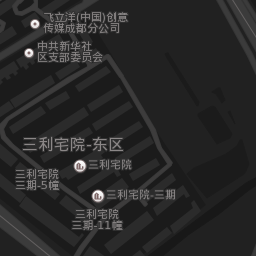 飞立洋(中国)创意
传媒成都分公司
中共新华社
区支部委员会
三利宅院-东区
三利宅院
三利宅院
三期-5幢
三利宅院-三期
三利宅院
三期-11幢